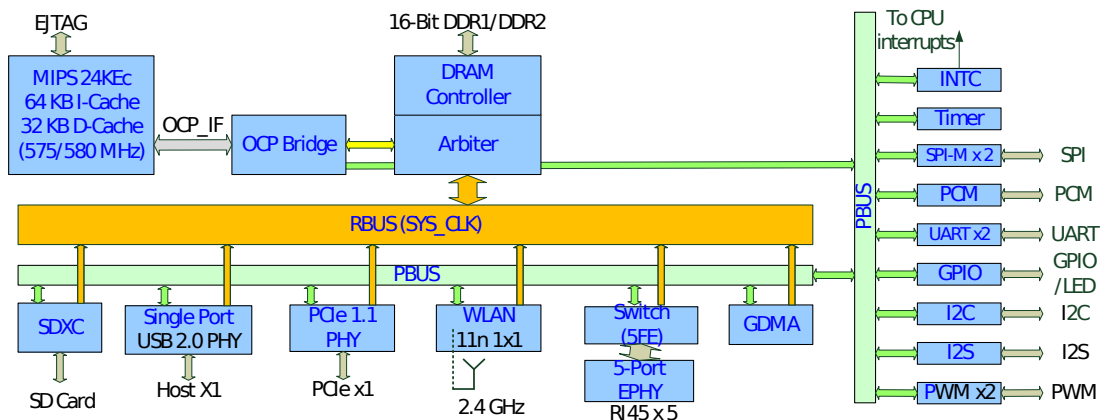 EJTAG
16-Bit DDR1/DDR2
To CPU
interrupts
MIPS 24KEc
64 KB I-Cache
32 KB D-Cache
(575/580 MHz)
OCP_IF
OCP Bridge
DRAM
Controller
Arbiter
RBUS (SYS_CLK)
PBUS
PBUS
INTC
Timer
SPI-M x 2
SPI
PCM
PCM
UART x2
UART
GPIO
GPIO
/LED
I2C
I2C
I2S
I2S
PWM x2
PWM
SDXC
SD Card
Single Port
USB 2.0 PHY
Host X1
PCIe 1.1
PHY
PCIe x1
WLAN
11n 1x1
2.4 GHz
Switch
(5FE)
5-Port
EPHY
RJ45 x 5
GDMA